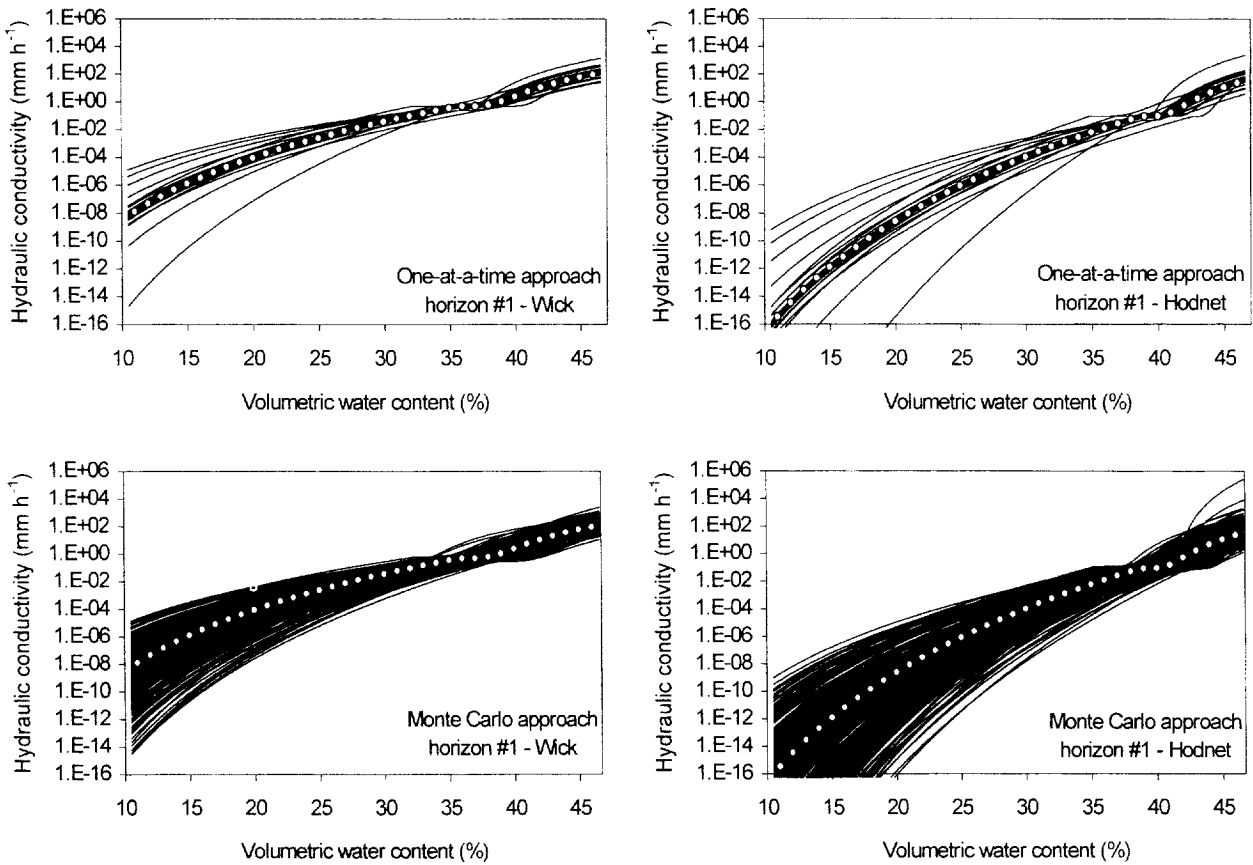 Hydraulic conductivity (mm h⁻¹)
1.E+06
1.E+04
1.E+02
1.E+00
1.E-02
1.E-04
1.E-06
1.E-08
1.E-10
1.E-12
1.E-14
1.E-16
One-at-a-time approach
horizon #1 - Wick
10 15 20 25 30 35 40 45
Volumetric water content (%)
Hydraulic conductivity (mm h⁻¹)
1.E+06
1.E+04
1.E+02
1.E+00
1.E-02
1.E-04
1.E-06
1.E-08
1.E-10
1.E-12
1.E-14
1.E-16
One-at-a-time approach
horizon #1 - Hodnet
10 15 20 25 30 35 40 45
Volumetric water content (%)
Hydraulic conductivity (mm h⁻¹)
1.E+06
1.E+04
1.E+02
1.E+00
1.E-02
1.E-04
1.E-06
1.E-08
1.E-10
1.E-12
1.E-14
1.E-16
Monte Carlo approach
horizon #1 - Wick
10 15 20 25 30 35 40 45
Volumetric water content (%)
Hydraulic conductivity (mm h⁻¹)
1.E+06
1.E+04
1.E+02
1.E+00
1.E-02
1.E-04
1.E-06
1.E-08
1.E-10
1.E-12
1.E-14
1.E-16
Monte Carlo approach
horizon #1 - Hodnet
10 15 20 25 30 35 40 45
Volumetric water content (%)